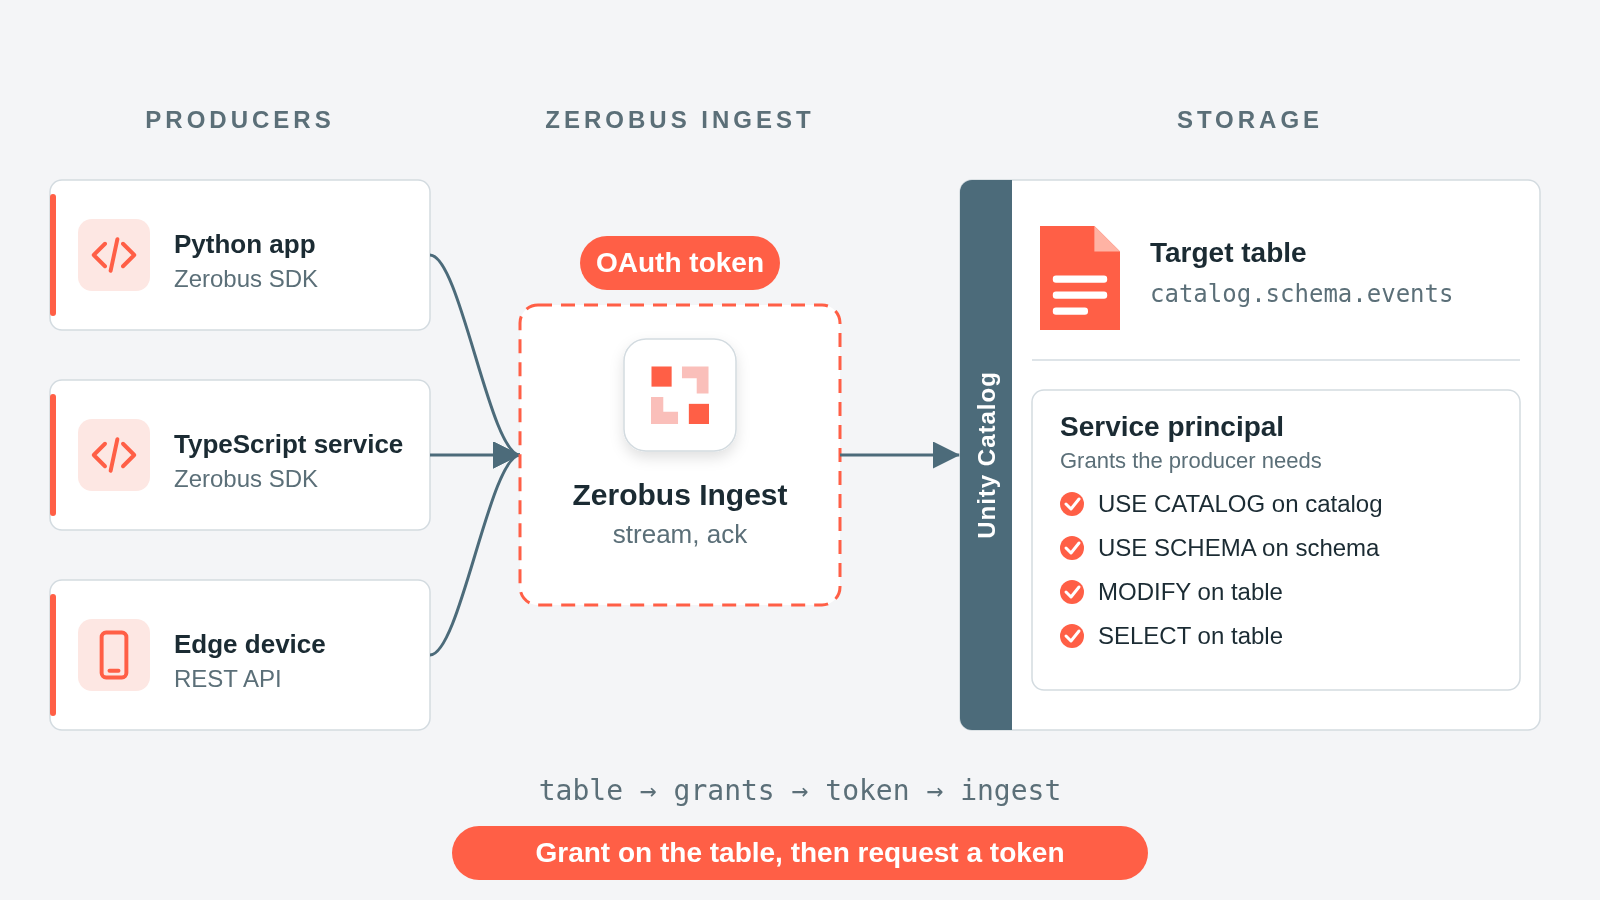 PRODUCERS
ZEROBUS INGEST
STORAGE
Python app
Zerobus SDK
TypeScript service
Zerobus SDK
Edge device
REST API
OAuth token
Zerobus Ingest
stream, ack
Unity Catalog
Target table
catalog.schema.events
Service principal
Grants the producer needs
USE CATALOG on catalog
USE SCHEMA on schema
MODIFY on table
SELECT on table
table → grants → token → ingest
Grant on the table, then request a token